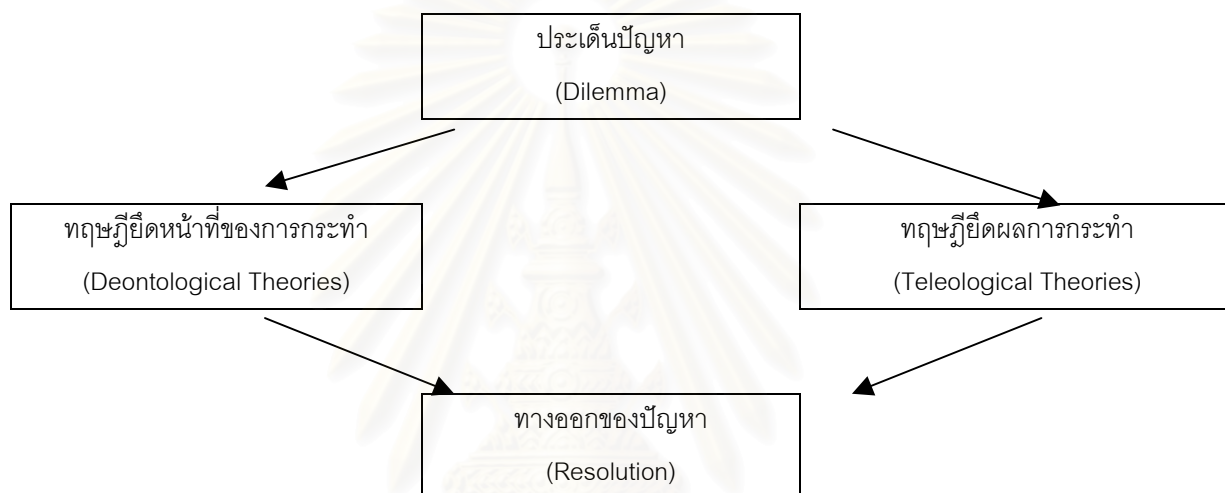 ประเด็นปัญหา
(Dilemma)
ทฤษฎียึดหน้าที่ของการกระทำ
(Deontological Theories)
ทฤษฎียึดผลการกระทำ
(Teleological Theories)
ทางออกของปัญหา
(Resolution)